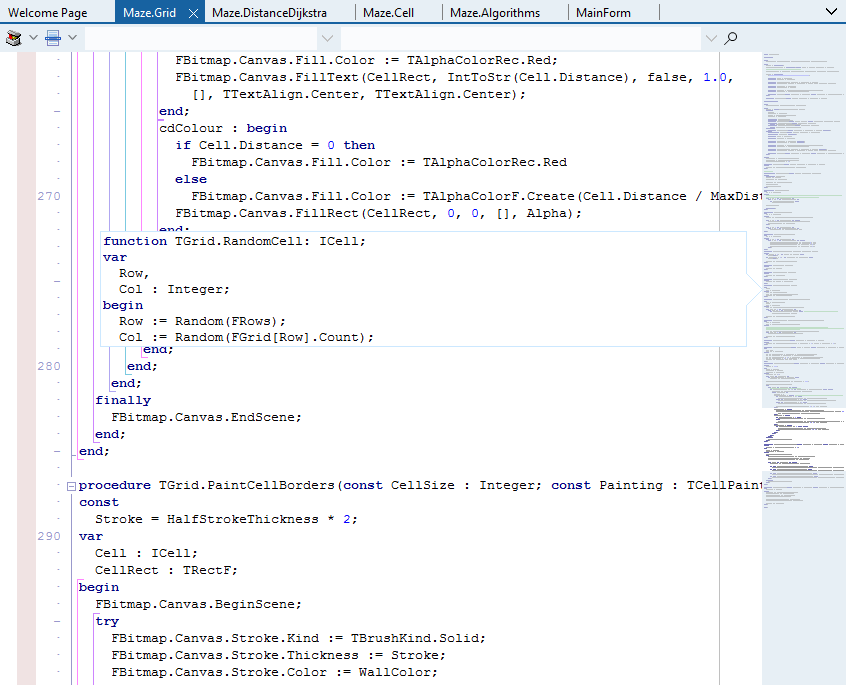 Welcome Page Maze.Grid Maze.DistanceDijkstra Maze.Cell Maze.Algorithms MainForm
FBitmap.Canvas.Fill.Color := TAlphaColorRec.Red;
FBitmap.Canvas.FillText(CellRect, IntToStr(Cell.Distance), false, 1.0,
[], TTextAlign.Center, TTextAlign.Center);
end;
cdColour : begin
if Cell.Distance = 0 then
FBitmap.Canvas.Fill.Color := TAlphaColorRec.Red
else
270 FBitmap.Canvas.Fill.Color := TAlphaColorF.Create(Cell.Distance / MaxDist
FBitmap.Canvas.FillRect(CellRect, 0, 0, [], Alpha);
end;
function TGrid.RandomCell: ICell;
var
Row,
Col : Integer;
begin
Row := Random(FRows);
Col := Random(FGrid[Row].Count);
end;
280 end;
end;
finally
FBitmap.Canvas.EndScene;
end;
end;
procedure TGrid.PaintCellBorders(const CellSize : Integer; const Painting : TCellPain
const
Stroke = HalfStrokeThickness * 2;
290 var
Cell : ICell;
CellRect : TRectF;
begin
FBitmap.Canvas.BeginScene;
try
FBitmap.Canvas.Stroke.Kind := TBrushKind.Solid;
FBitmap.Canvas.Stroke.Thickness := Stroke;
FBitmap.Canvas.Stroke.Color := WallColor;